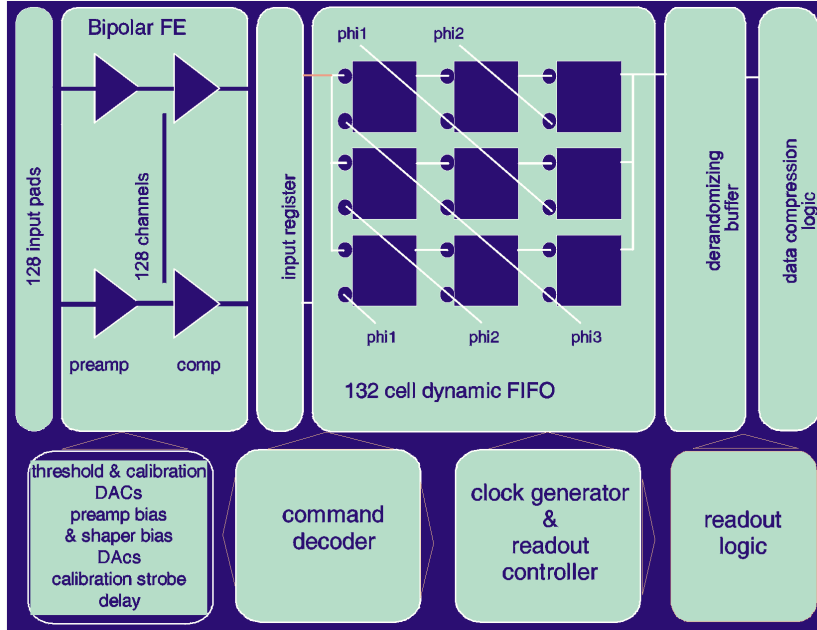 Bipolar FE
128 input pads
128 channels
preamp
comp
input register
phi1
phi2
phi1
phi2
phi3
132 cell dynamic FIFO
derandomizing
buffer
data compression
logic
threshold & calibration
DACs
preamp bias
& shaper bias
DAcs
calibration strobe
delay
command
decoder
clock generator
&
readout
controller
readout
logic